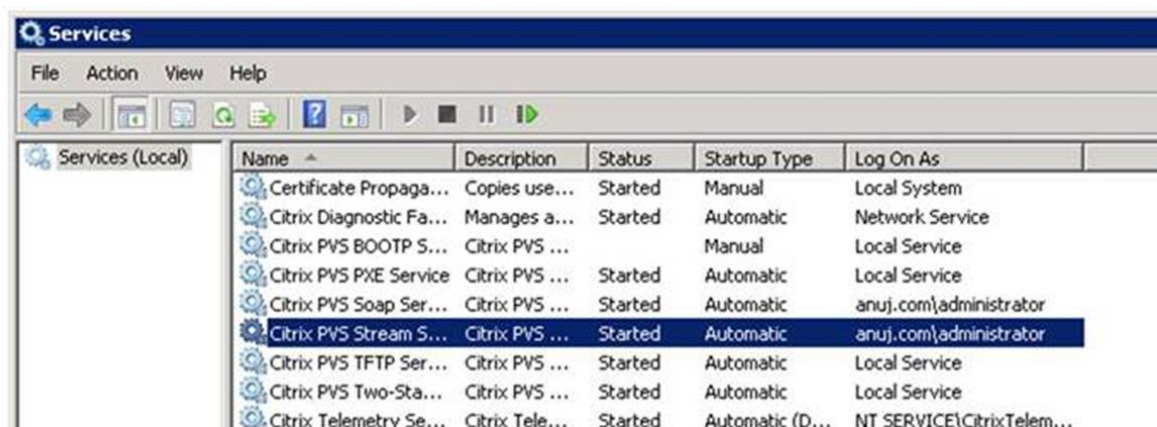 Services
File Action View Help
Services (Local)
Name Description Status Startup Type Log On As
Certificate Propaga... Copies use... Started Manual Local System
Citrix Diagnostic Fa... Manages a... Started Automatic Network Service
Citrix PVS BOOTP S... Citrix PVS ... Manual Local Service
Citrix PVS PXE Service Citrix PVS ... Started Automatic Local Service
Citrix PVS Soap Ser... Citrix PVS ... Started Automatic anuj.com\administrator
Citrix PVS Stream S... Citrix PVS ... Started Automatic anuj.com\administrator
Citrix PVS TFTP Ser... Citrix PVS ... Started Automatic Local Service
Citrix PVS Two-Sta... Citrix PVS ... Started Automatic Local Service
Citrix Telemetry Se... Citrix Tele... Started Automatic (D... NT SERVICE\CitrixTelem...